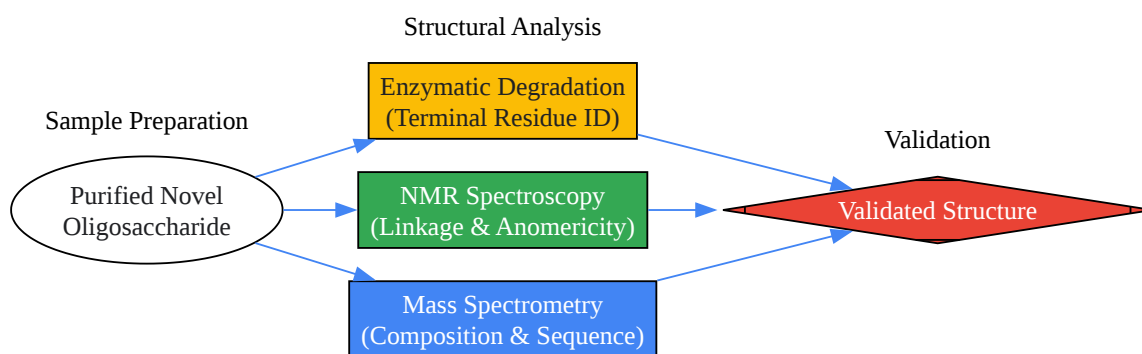 Structural Analysis
Enzymatic Degradation
(Terminal Residue ID)
Sample Preparation
Validation
Purified Novel
Oligosaccharide
NMR Spectroscopy
(Linkage & Anomericity)
Validated Structure
Mass Spectrometry
(Composition & Sequence)